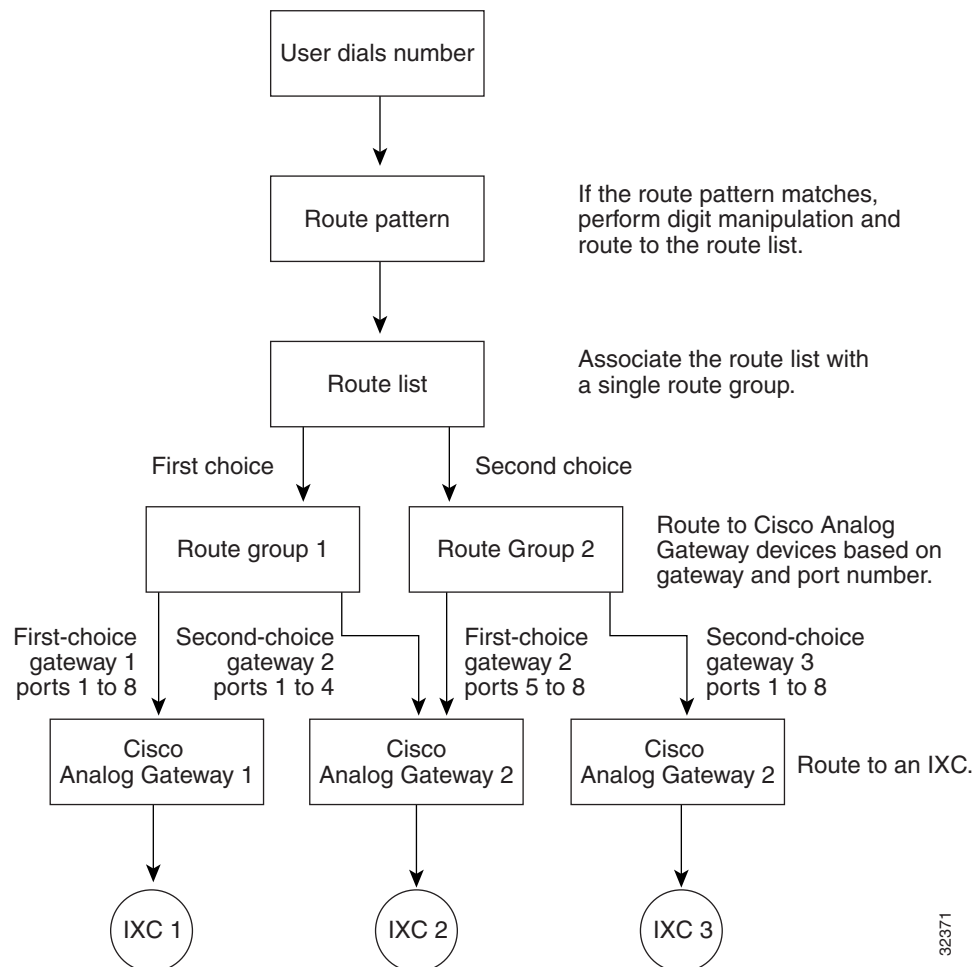 User dials number
Route pattern
If the route pattern matches,
perform digit manipulation and
route to the route list.
Route list
Associate the route list with
a single route group.
First choice
Second choice
Route group 1
Route Group 2
Route to Cisco Analog
Gateway devices based on
gateway and port number.
First-choice
gateway 1
ports 1 to 8
Second-choice
gateway 2
ports 1 to 4
First-choice
gateway 2
ports 5 to 8
Second-choice
gateway 3
ports 1 to 8
Cisco
Analog Gateway 1
Cisco
Analog Gateway 2
Cisco
Analog Gateway 2
Route to an IXC.
IXC 1
IXC 2
IXC 3
32371